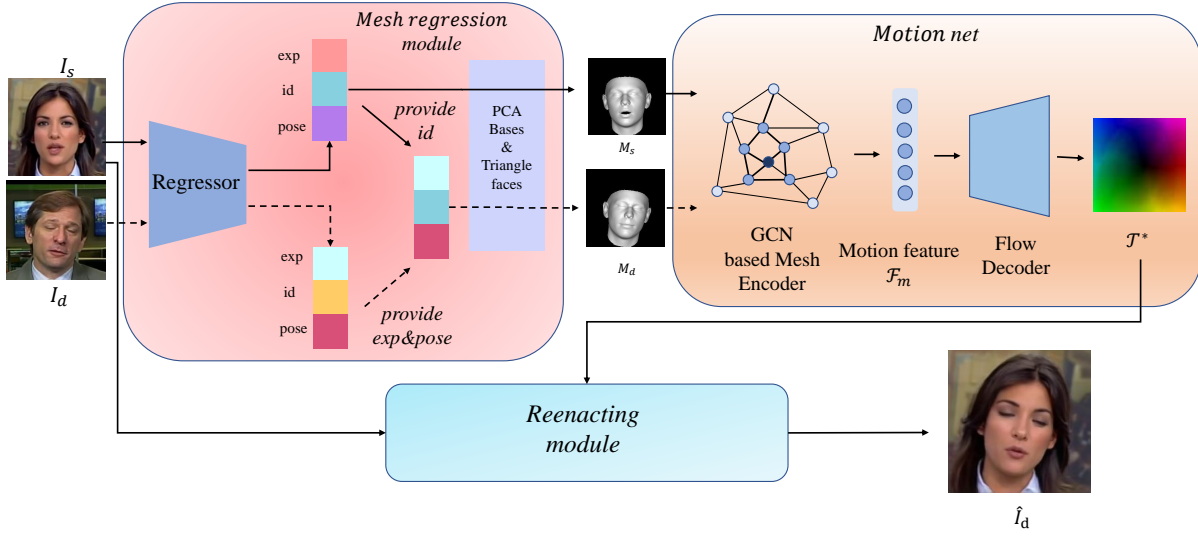 Mesh regression
module
Motion net
I_s
exp
id
pose
provide
id
PCA
Bases
&
Triangle
faces
M_s
Regressor
I_d
exp
id
pose
provide
exp&pose
M_d
GCN
based Mesh
Encoder
Motion feature
ℱ_m
Flow
Decoder
𝒯*
Reenacting
module
Î_d